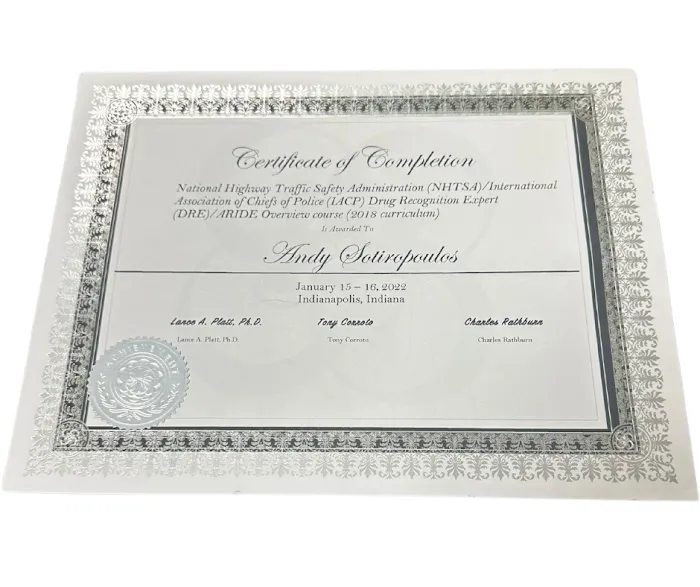 Certificate of Completion
National Highway Traffic Safety Administration (NHTSA)/International
Association of Chiefs of Police (IACP) Drug Recognition Expert
(DRE)/ARIDE Overview course (2018 curriculum)
Is Awarded To
Andy Sotiropoulos
January 15 – 16, 2022
Indianapolis, Indiana
Lance A. Platt, Ph.D. Tony Corroto Charles Rathburn
Lance A. Platt, Ph.D. Tony Corroto Charles Rathburn